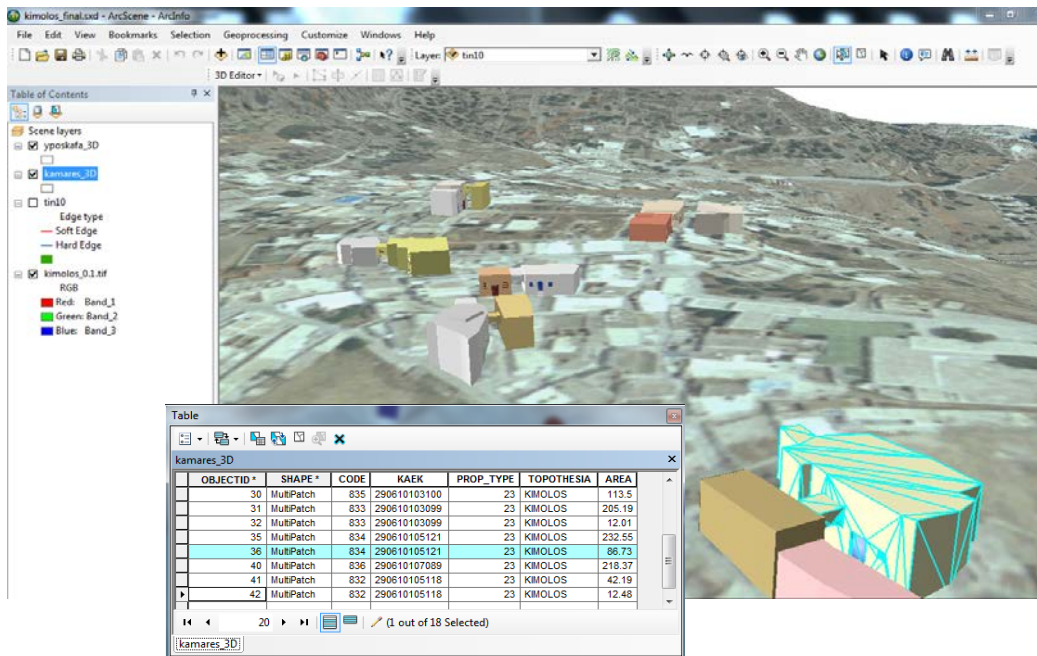 kimolos_final.sxd - ArcScene - ArcInfo
File Edit View Bookmarks Selection Geoprocessing Customize Windows Help
Layer: tin10
3D Editor
Table of Contents
Scene layers
yposkafa_3D
kamares_3D
tin10
Edge type
Soft Edge
Hard Edge
kimolos_0.1.tif
RGB
Red: Band_1
Green: Band_2
Blue: Band_3
Table
kamares_3D
OBJECTID * SHAPE * CODE KAEK PROP_TYPE TOPOTHESIA AREA
30 MultiPatch 835 290610103100 23 KIMOLOS 113.5
31 MultiPatch 833 290610103099 23 KIMOLOS 205.19
32 MultiPatch 833 290610103099 23 KIMOLOS 12.01
35 MultiPatch 834 290610105121 23 KIMOLOS 232.55
36 MultiPatch 834 290610105121 23 KIMOLOS 86.73
40 MultiPatch 836 290610107089 23 KIMOLOS 218.37
41 MultiPatch 832 290610105118 23 KIMOLOS 42.19
42 MultiPatch 832 290610105118 23 KIMOLOS 12.48
20 (1 out of 18 Selected)
kamares_3D